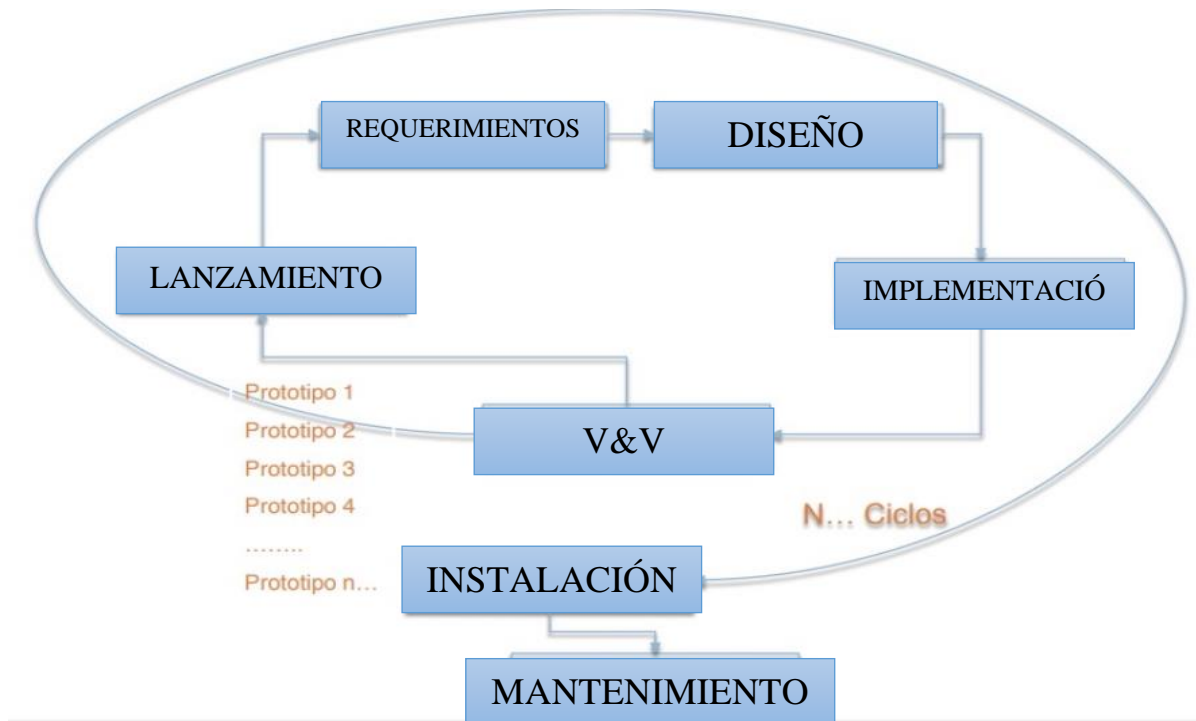 REQUERIMIENTOS
DISEÑO
LANZAMIENTO
IMPLEMENTACIÓ
Prototipo 1
Prototipo 2
Prototipo 3
Prototipo 4
........
Prototipo n...
V&V
N... Ciclos
INSTALACIÓN
MANTENIMIENTO